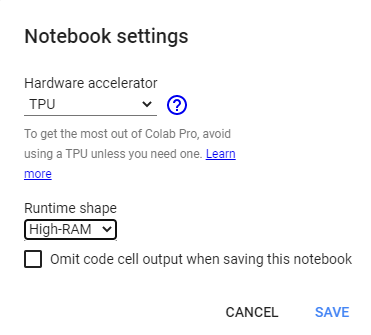 Notebook settings
Hardware accelerator
TPU
?
To get the most out of Colab Pro, avoid
using a TPU unless you need one. Learn
more
Runtime shape
High-RAM
Omit code cell output when saving this notebook
CANCEL SAVE